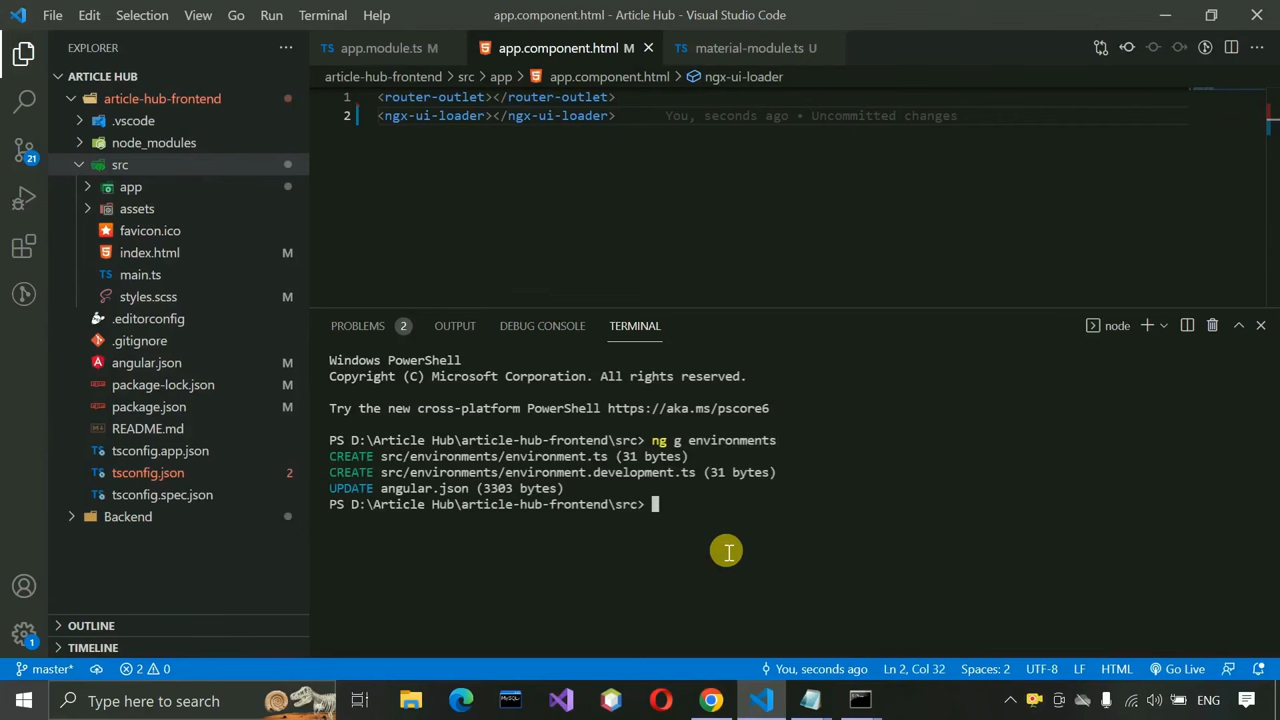 File Edit Selection View Go Run Terminal Help
app.component.html - Article Hub - Visual Studio Code
EXPLORER
ARTICLE HUB
article-hub-frontend
.vscode
node_modules
src
app
assets
favicon.ico
index.html M
main.ts
styles.scss M
.editorconfig
.gitignore
angular.json M
package-lock.json M
package.json M
README.md
tsconfig.app.json
tsconfig.json 2
tsconfig.spec.json
Backend
OUTLINE
TIMELINE
21
1
app.module.ts M app.component.html M material-module.ts U
article-hub-frontend > src > app > app.component.html > ngx-ui-loader
1 <router-outlet></router-outlet>
2 <ngx-ui-loader></ngx-ui-loader> You, seconds ago • Uncommitted changes
PROBLEMS 2 OUTPUT DEBUG CONSOLE TERMINAL node
Windows PowerShell
Copyright (C) Microsoft Corporation. All rights reserved.
Try the new cross-platform PowerShell https://aka.ms/pscore6
PS D:\Article Hub\article-hub-frontend\src> ng g environments
CREATE src/environments/environment.ts (31 bytes)
CREATE src/environments/environment.development.ts (31 bytes)
UPDATE angular.json (3303 bytes)
PS D:\Article Hub\article-hub-frontend\src>
master* 2 0 You, seconds ago Ln 2, Col 32 Spaces: 2 UTF-8 LF HTML Go Live
Type here to search
MySQL
ENG